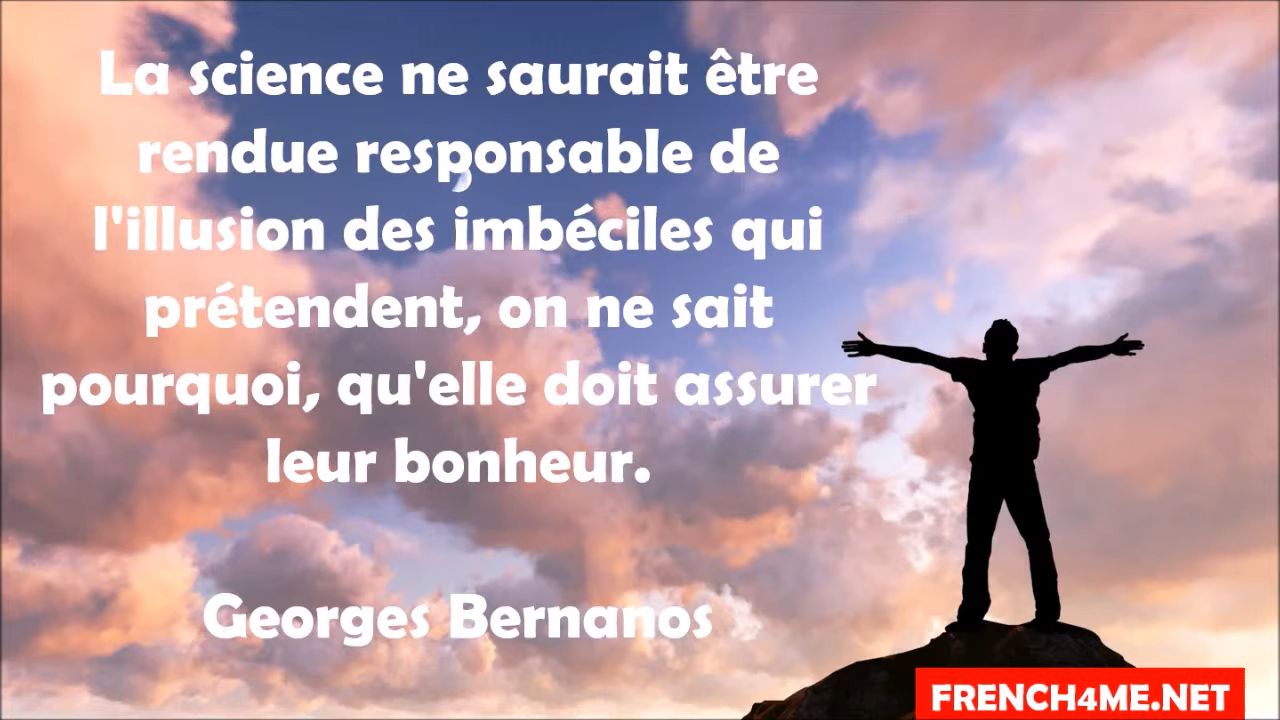 La science ne saurait être
rendue responsable de
l'illusion des imbéciles qui
prétendent, on ne sait
pourquoi, qu'elle doit assurer
leur bonheur.
Georges Bernanos
FRENCH4ME.NET